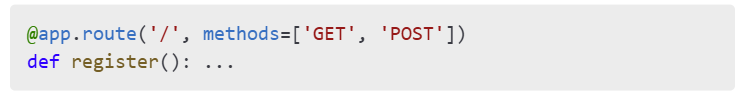 @app.route('/', methods=['GET', 'POST'])
def register(): ...